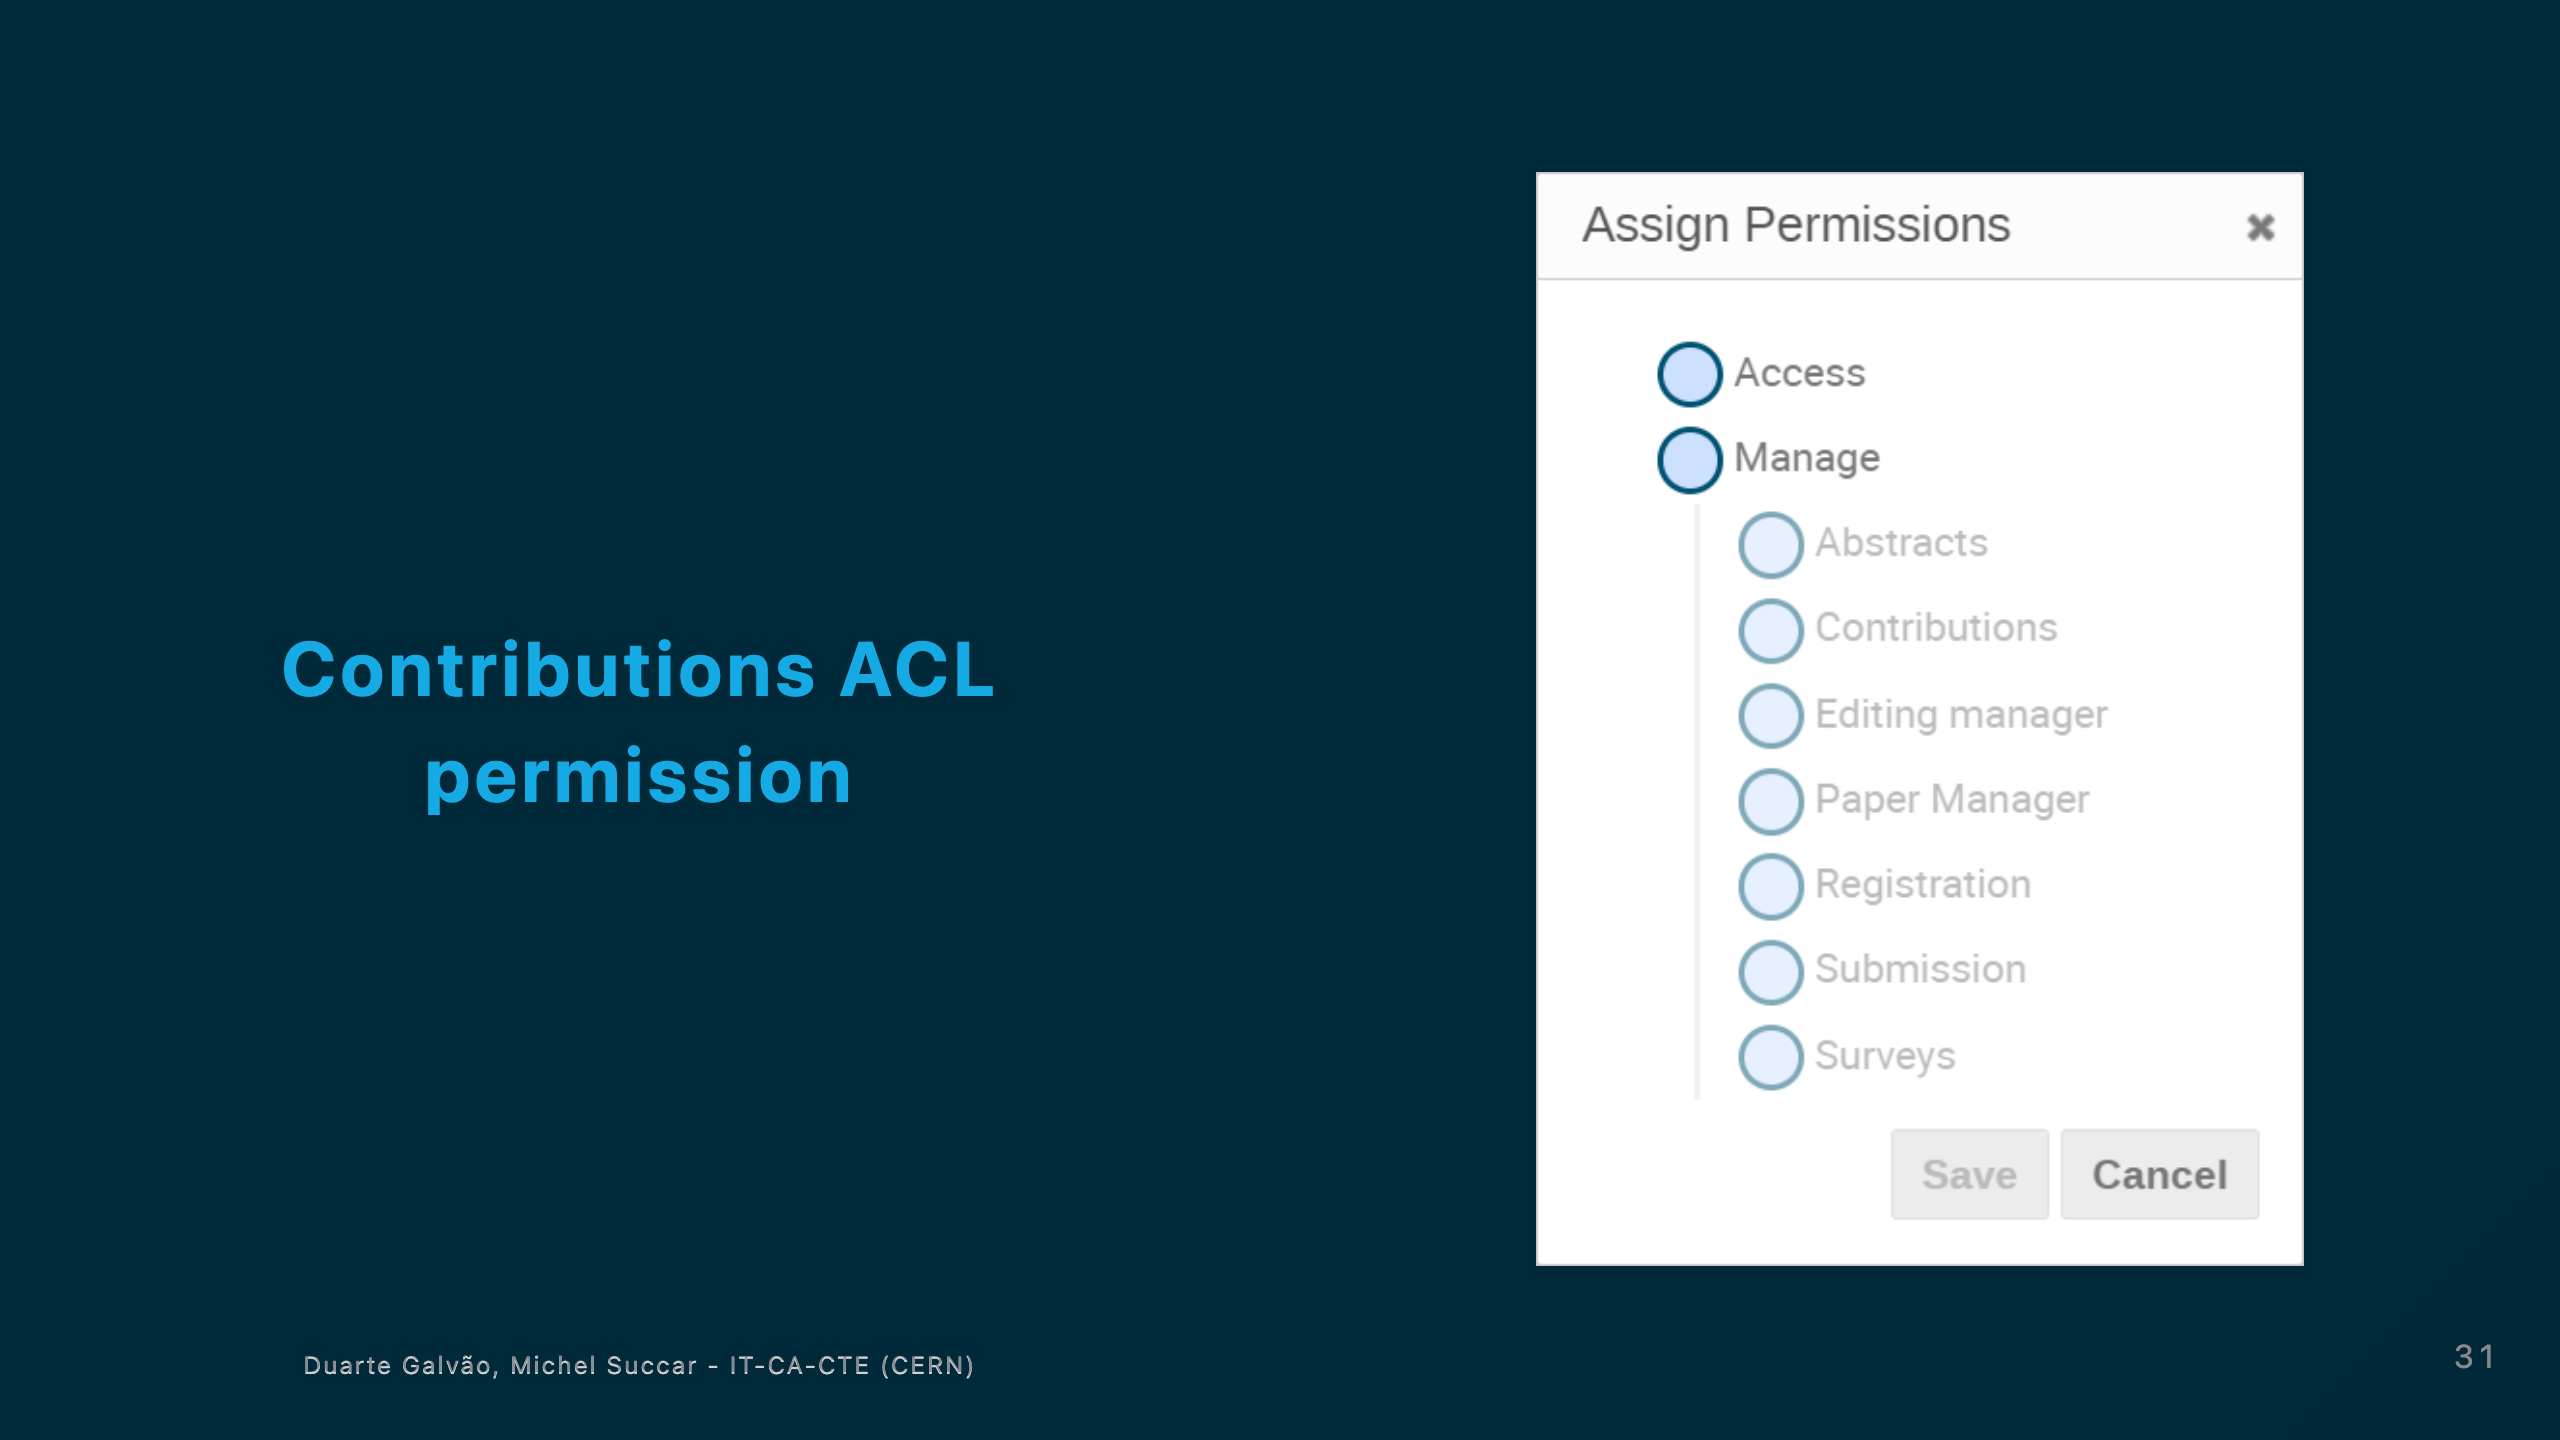 Contributions ACL
permission
Assign Permissions
Access
Manage
Abstracts
Contributions
Editing manager
Paper Manager
Registration
Submission
Surveys
Save Cancel
Duarte Galvão, Michel Succar - IT-CA-CTE (CERN)
31